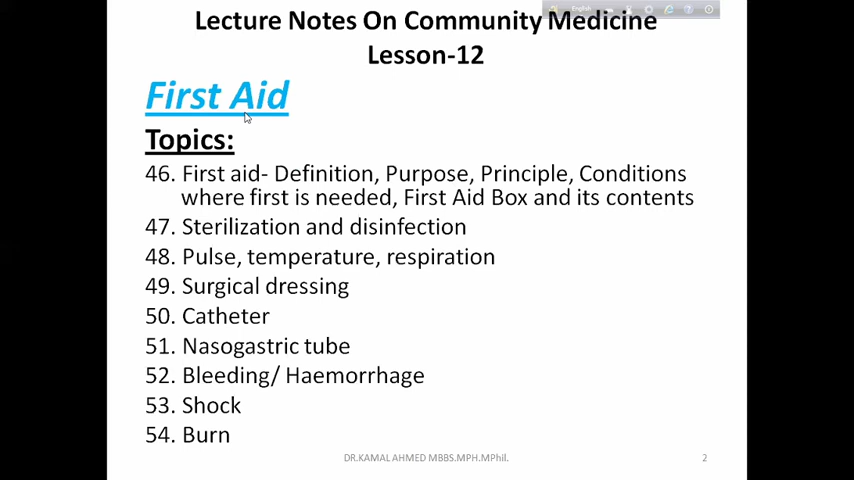 Lecture Notes On Community Medicine
Lesson-12
English
First Aid
Topics:
46. First aid- Definition, Purpose, Principle, Conditions
where first is needed, First Aid Box and its contents
47. Sterilization and disinfection
48. Pulse, temperature, respiration
49. Surgical dressing
50. Catheter
51. Nasogastric tube
52. Bleeding/ Haemorrhage
53. Shock
54. Burn
DR.KAMAL AHMED MBBS.MPH.MPhil.
2